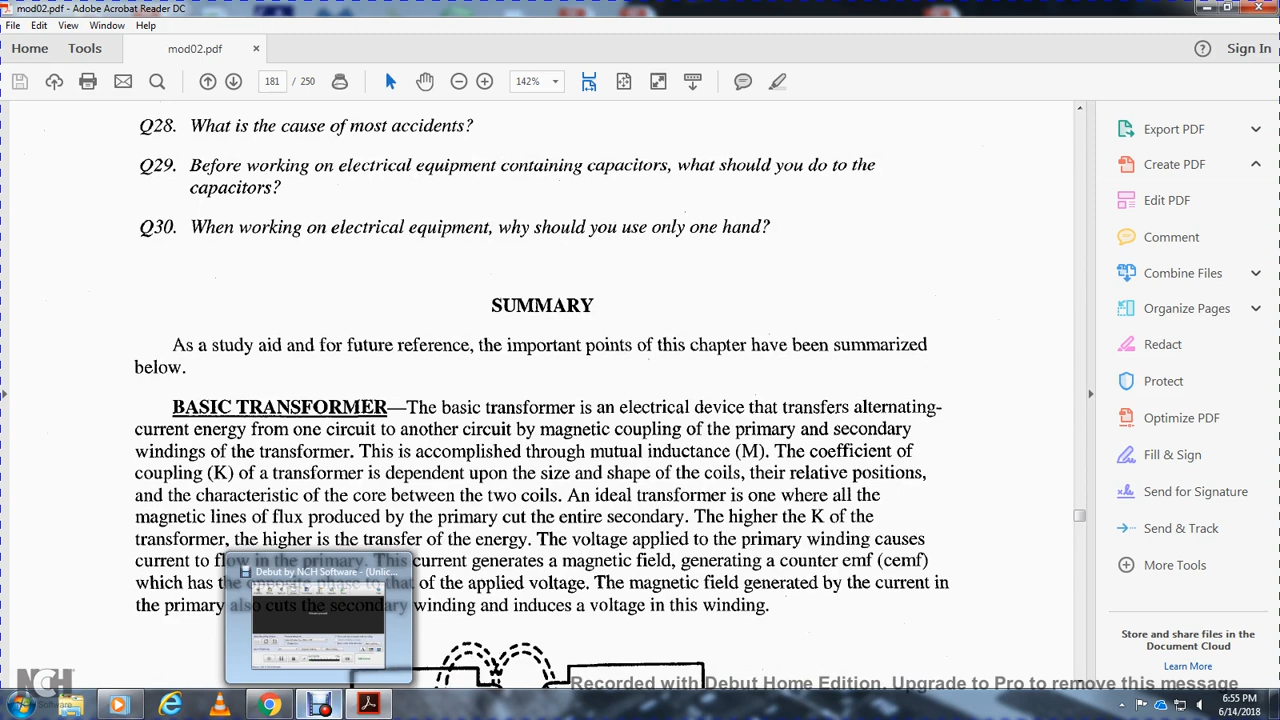 mod02.pdf - Adobe Acrobat Reader DC
File Edit View Window Help
Home Tools mod02.pdf × Sign In
181 / 250 142%
Q28. What is the cause of most accidents?
Q29. Before working on electrical equipment containing capacitors, what should you do to the
capacitors?
Q30. When working on electrical equipment, why should you use only one hand?
SUMMARY
As a study aid and for future reference, the important points of this chapter have been summarized
below.
BASIC TRANSFORMER—The basic transformer is an electrical device that transfers alternating-
current energy from one circuit to another circuit by magnetic coupling of the primary and secondary
windings of the transformer. This is accomplished through mutual inductance (M). The coefficient of
coupling (K) of a transformer is dependent upon the size and shape of the coils, their relative positions,
and the characteristic of the core between the two coils. An ideal transformer is one where all the
magnetic lines of flux produced by the primary cut the entire secondary. The higher the K of the
transformer, the higher is the transfer of the energy. The voltage applied to the primary winding causes
current to flow in the primary. This current generates a magnetic field, generating a counter emf (cemf)
which has the opposite phase to that of the applied voltage. The magnetic field generated by the current in
the primary also cuts the secondary winding and induces a voltage in this winding.
Export PDF
Create PDF
Edit PDF
Comment
Combine Files
Organize Pages
Redact
Protect
Optimize PDF
Fill & Sign
Send for Signature
Send & Track
More Tools
Store and share files in the
Document Cloud
Learn More
Debut by NCH Software - (Unlic...
NCH Software
Recorded with Debut Home Edition, Upgrade to Pro to remove this message
6:55 PM
6/14/2018